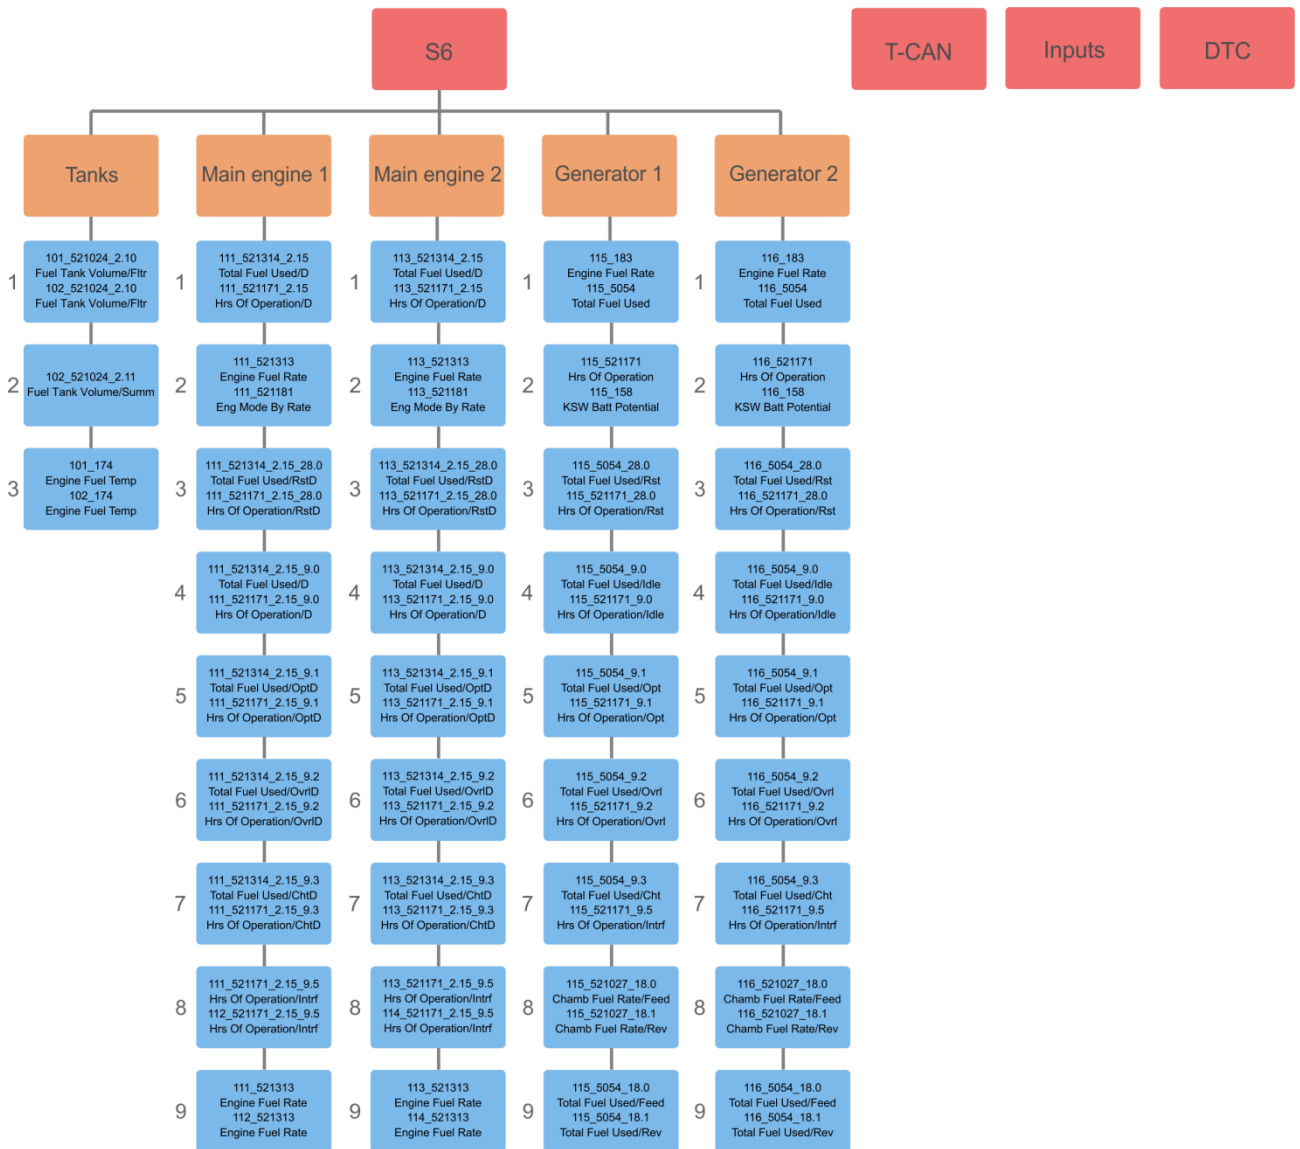 S6
T-CAN
Inputs
DTC
Tanks
Main engine 1
Main engine 2
Generator 1
Generator 2
1
101_521024_2.10
Fuel Tank Volume/Fltr
102_521024_2.10
Fuel Tank Volume/Fltr
2
102_521024_2.11
Fuel Tank Volume/Summ
3
101_174
Engine Fuel Temp
102_174
Engine Fuel Temp
1
111_521314_2.15
Total Fuel Used/D
111_521171_2.15
Hrs Of Operation/D
2
111_521313
Engine Fuel Rate
111_521181
Eng Mode By Rate
3
111_521314_2.15_28.0
Total Fuel Used/RstD
111_521171_2.15_28.0
Hrs Of Operation/RstD
4
111_521314_2.15_9.0
Total Fuel Used/D
111_521171_2.15_9.0
Hrs Of Operation/D
5
111_521314_2.15_9.1
Total Fuel Used/OptD
111_521171_2.15_9.1
Hrs Of Operation/OptD
6
111_521314_2.15_9.2
Total Fuel Used/OvrlD
111_521171_2.15_9.2
Hrs Of Operation/OvrlD
7
111_521314_2.15_9.3
Total Fuel Used/ChtD
111_521171_2.15_9.3
Hrs Of Operation/ChtD
8
111_521171_2.15_9.5
Hrs Of Operation/Intrf
112_521171_2.15_9.5
Hrs Of Operation/Intrf
9
111_521313
Engine Fuel Rate
112_521313
Engine Fuel Rate
1
113_521314_2.15
Total Fuel Used/D
113_521171_2.15
Hrs Of Operation/D
2
113_521313
Engine Fuel Rate
113_521181
Eng Mode By Rate
3
113_521314_2.15_28.0
Total Fuel Used/RstD
113_521171_2.15_28.0
Hrs Of Operation/RstD
4
113_521314_2.15_9.0
Total Fuel Used/D
113_521171_2.15_9.0
Hrs Of Operation/D
5
113_521314_2.15_9.1
Total Fuel Used/OptD
113_521171_2.15_9.1
Hrs Of Operation/OptD
6
113_521314_2.15_9.2
Total Fuel Used/OvrlD
113_521171_2.15_9.2
Hrs Of Operation/OvrlD
7
113_521314_2.15_9.3
Total Fuel Used/ChtD
113_521171_2.15_9.3
Hrs Of Operation/ChtD
8
113_521171_2.15_9.5
Hrs Of Operation/Intrf
114_521171_2.15_9.5
Hrs Of Operation/Intrf
9
113_521313
Engine Fuel Rate
114_521313
Engine Fuel Rate
1
115_183
Engine Fuel Rate
115_5054
Total Fuel Used
2
115_521171
Hrs Of Operation
115_158
KSW Batt Potential
3
115_5054_28.0
Total Fuel Used/Rst
115_521171_28.0
Hrs Of Operation/Rst
4
115_5054_9.0
Total Fuel Used/Idle
115_521171_9.0
Hrs Of Operation/Idle
5
115_5054_9.1
Total Fuel Used/Opt
115_521171_9.1
Hrs Of Operation/Opt
6
115_5054_9.2
Total Fuel Used/Ovrl
115_521171_9.2
Hrs Of Operation/Ovrl
7
115_5054_9.3
Total Fuel Used/Cht
115_521171_9.5
Hrs Of Operation/Intrf
8
115_521027_18.0
Chamb Fuel Rate/Feed
115_521027_18.1
Chamb Fuel Rate/Rev
9
115_5054_18.0
Total Fuel Used/Feed
115_5054_18.1
Total Fuel Used/Rev
1
116_183
Engine Fuel Rate
116_5054
Total Fuel Used
2
116_521171
Hrs Of Operation
116_158
KSW Batt Potential
3
116_5054_28.0
Total Fuel Used/Rst
116_521171_28.0
Hrs Of Operation/Rst
4
116_5054_9.0
Total Fuel Used/Idle
116_521171_9.0
Hrs Of Operation/Idle
5
116_5054_9.1
Total Fuel Used/Opt
116_521171_9.1
Hrs Of Operation/Opt
6
116_5054_9.2
Total Fuel Used/Ovrl
116_521171_9.2
Hrs Of Operation/Ovrl
7
116_5054_9.3
Total Fuel Used/Cht
116_521171_9.5
Hrs Of Operation/Intrf
8
116_521027_18.0
Chamb Fuel Rate/Feed
116_521027_18.1
Chamb Fuel Rate/Rev
9
116_5054_18.0
Total Fuel Used/Feed
116_5054_18.1
Total Fuel Used/Rev